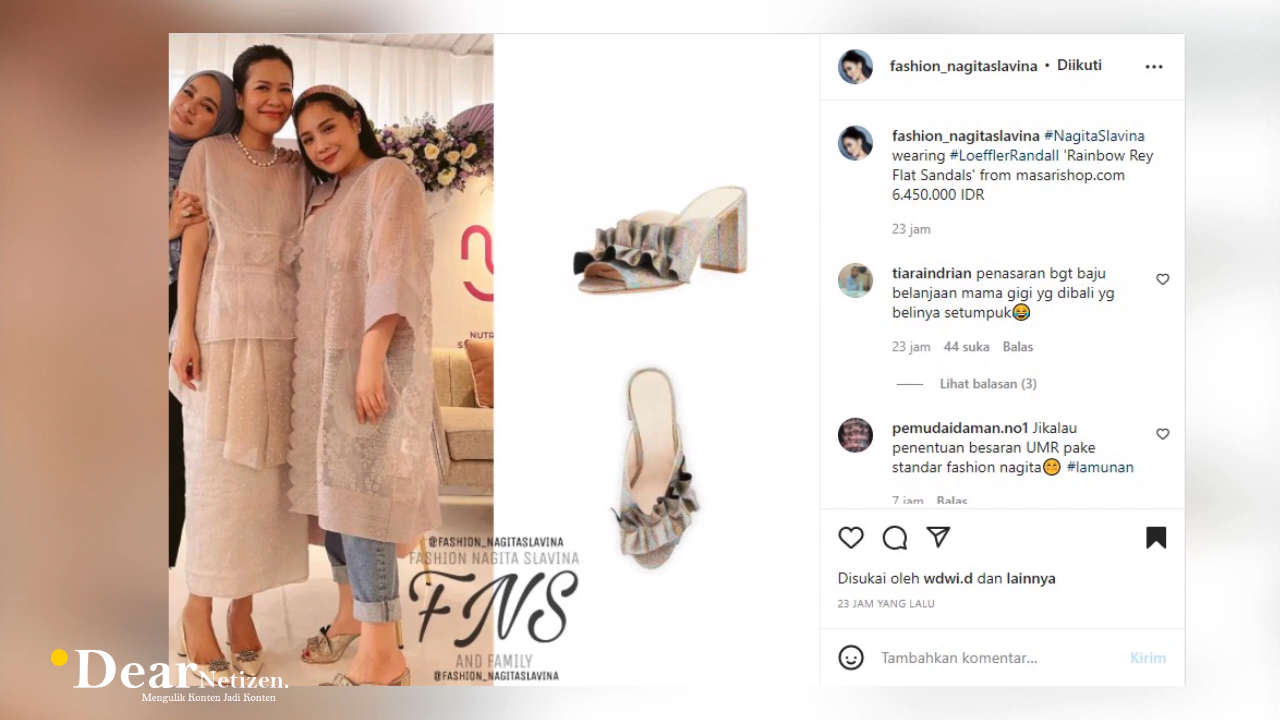 fashion_nagitaslavina • Diikuti
fashion_nagitaslavina #NagitaSlavina
wearing #LoefflerRandall 'Rainbow Rey
Flat Sandals' from masarishop.com
6.450.000 IDR
23 jam
tiaraindrian penasaran bgt baju
belanjaan mama gigi yg dibali yg
belinya setumpuk😂
23 jam 44 suka Balas
Lihat balasan (3)
pemudaidaman.no1 Jikalau
penentuan besaran UMR pake
standar fashion nagita😁 #lamunan
7 jam Balas
Disukai oleh wdwi.d dan lainnya
23 JAM YANG LALU
Tambahkan komentar... Kirim
NUTR
@FASHION_NAGITASLAVINA
FASHION NAGITA SLAVINA
FNS
AND FAMILY
@FASHION_NAGITASLAVINA
Dear Netizen.
Mengulik Konten Jadi Konten